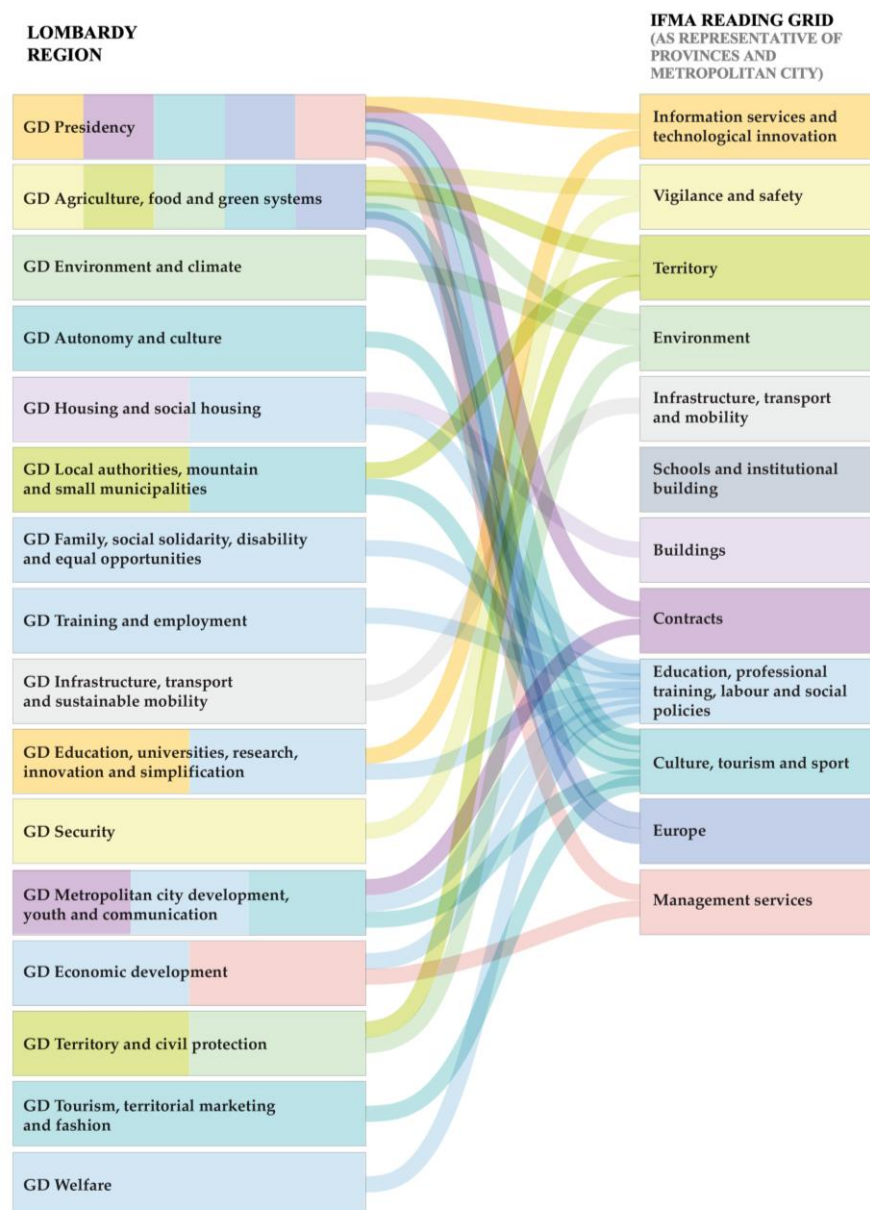 LOMBARDY
REGION
GD Presidency
GD Agriculture, food and green systems
GD Environment and climate
GD Autonomy and culture
GD Housing and social housing
GD Local authorities, mountain
and small municipalities
GD Family, social solidarity, disability
and equal opportunities
GD Training and employment
GD Infrastructure, transport
and sustainable mobility
GD Education, universities, research,
innovation and simplification
GD Security
GD Metropolitan city development,
youth and communication
GD Economic development
GD Territory and civil protection
GD Tourism, territorial marketing
and fashion
GD Welfare
IFMA READING GRID
(AS REPRESENTATIVE OF
PROVINCES AND
METROPOLITAN CITY)
Information services and
technological innovation
Vigilance and safety
Territory
Environment
Infrastructure, transport
and mobility
Schools and institutional
building
Buildings
Contracts
Education, professional
training, labour and social
policies
Culture, tourism and sport
Europe
Management services